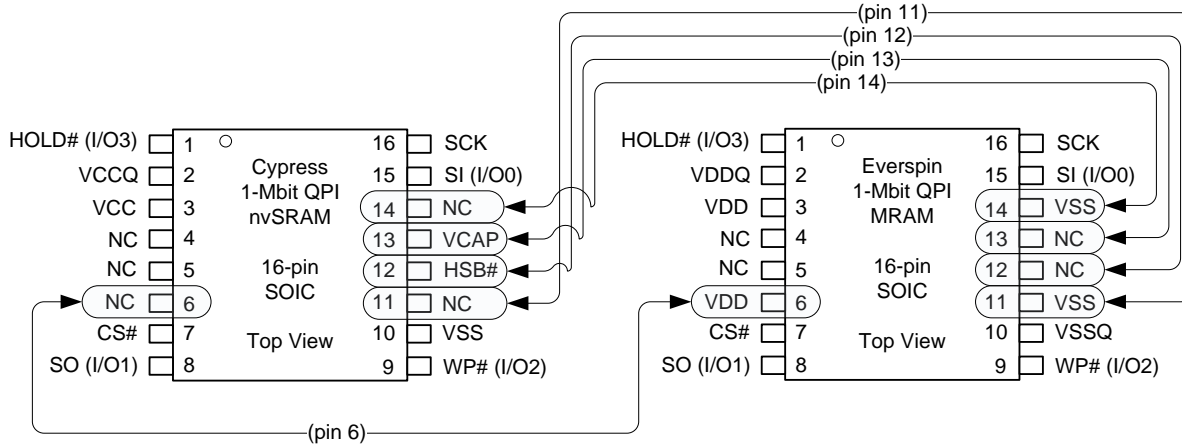 (pin 11)
(pin 12)
(pin 13)
(pin 14)
HOLD# (I/O3) 1
VCCQ 2
VCC 3
NC 4
NC 5
NC 6
CS# 7
SO (I/O1) 8
Cypress
1-Mbit QPI
nvSRAM
16-pin
SOIC
Top View
16 SCK
15 SI (I/O0)
14 NC
13 VCAP
12 HSB#
11 NC
10 VSS
9 WP# (I/O2)
HOLD# (I/O3) 1
VDDQ 2
VDD 3
NC 4
NC 5
VDD 6
CS# 7
SO (I/O1) 8
Everspin
1-Mbit QPI
MRAM
16-pin
SOIC
Top View
16 SCK
15 SI (I/O0)
14 VSS
13 NC
12 NC
11 VSS
10 VSSQ
9 WP# (I/O2)
(pin 6)